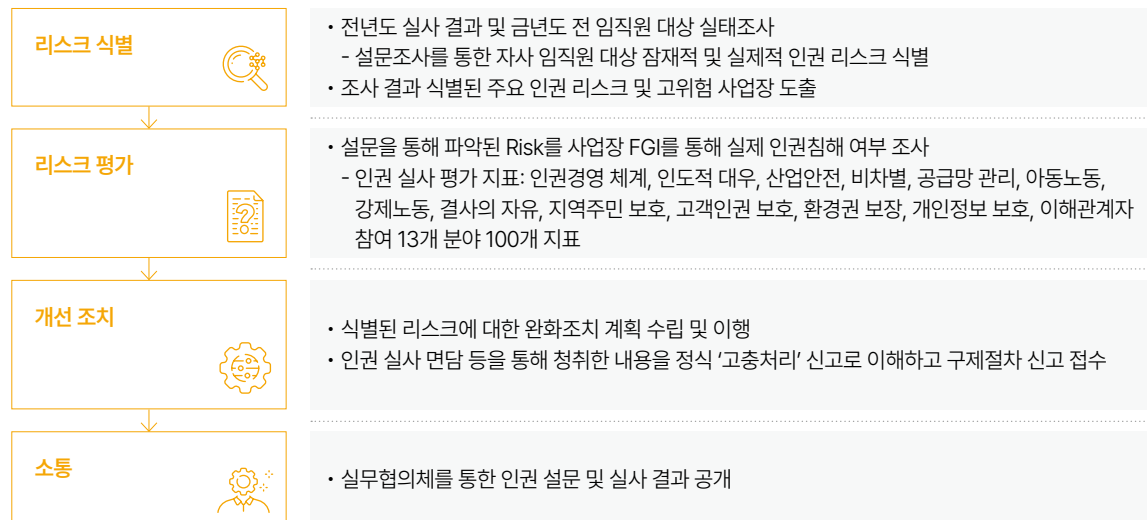 리스크 식별
• 전년도 실사 결과 및 금년도 전 임직원 대상 실태조사
- 설문조사를 통한 자사 임직원 대상 잠재적 및 실제적 인권 리스크 식별
• 조사 결과 식별된 주요 인권 리스크 및 고위험 사업장 도출
리스크 평가
• 설문을 통해 파악된 Risk를 사업장 FGI를 통해 실제 인권침해 여부 조사
- 인권 실사 평가 지표: 인권경영 체계, 인도적 대우, 산업안전, 비차별, 공급망 관리, 아동노동,
강제노동, 결사의 자유, 지역주민 보호, 고객인권 보호, 환경권 보장, 개인정보 보호, 이해관계자
참여 13개 분야 100개 지표
개선 조치
• 식별된 리스크에 대한 완화조치 계획 수립 및 이행
• 인권 실사 면담 등을 통해 청취한 내용을 정식 ‘고충처리’ 신고로 이해하고 구제절차 신고 접수
소통
• 실무협의체를 통한 인권 설문 및 실사 결과 공개